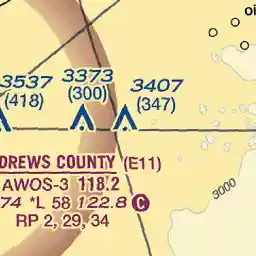 oi
3537 3373 3407
(418) (300) (347)
DREWS COUNTY (E11)
AWOS-3 118.2
74 *L 58 122.8 C
RP 2, 29, 34
3000